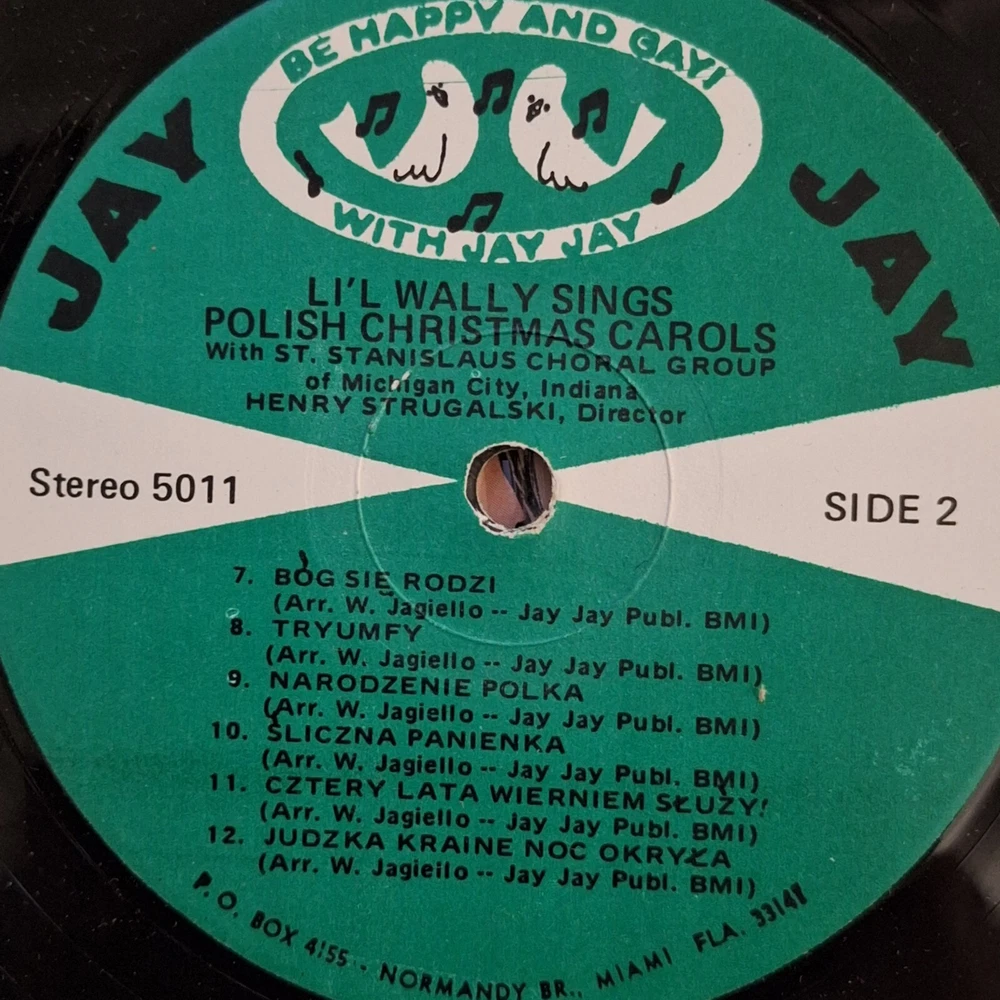 BE HAPPY AND GAY!
WITH JAY JAY
JAY
JAY
LI'L WALLY SINGS
POLISH CHRISTMAS CAROLS
With ST. STANISLAUS CHORAL GROUP
of Michigan City, Indiana
HENRY STRUGALSKI, Director
Stereo 5011
SIDE 2
7. BÓG SIĘ RODZI
(Arr. W. Jagiello -- Jay Jay Publ. BMI)
8. TRYUMFY
(Arr. W. Jagiello -- Jay Jay Publ. BMI)
9. NARODZENIE POLKA
(Arr. W. Jagiello -- Jay Jay Publ. BMI)
10. ŚLICZNA PANIENKA
(Arr. W. Jagiello -- Jay Jay Publ. BMI)
11. CZTERY LATA WIERNIEM SŁUŻY!
(Arr. W. Jagiello -- Jay Jay Publ. BMI)
12. JUDZKA KRAINE NOC OKRYŁA
(Arr. W. Jagiello -- Jay Jay Publ. BMI)
P.O. BOX 4155 - NORMANDY BR., MIAMI FLA. 33141